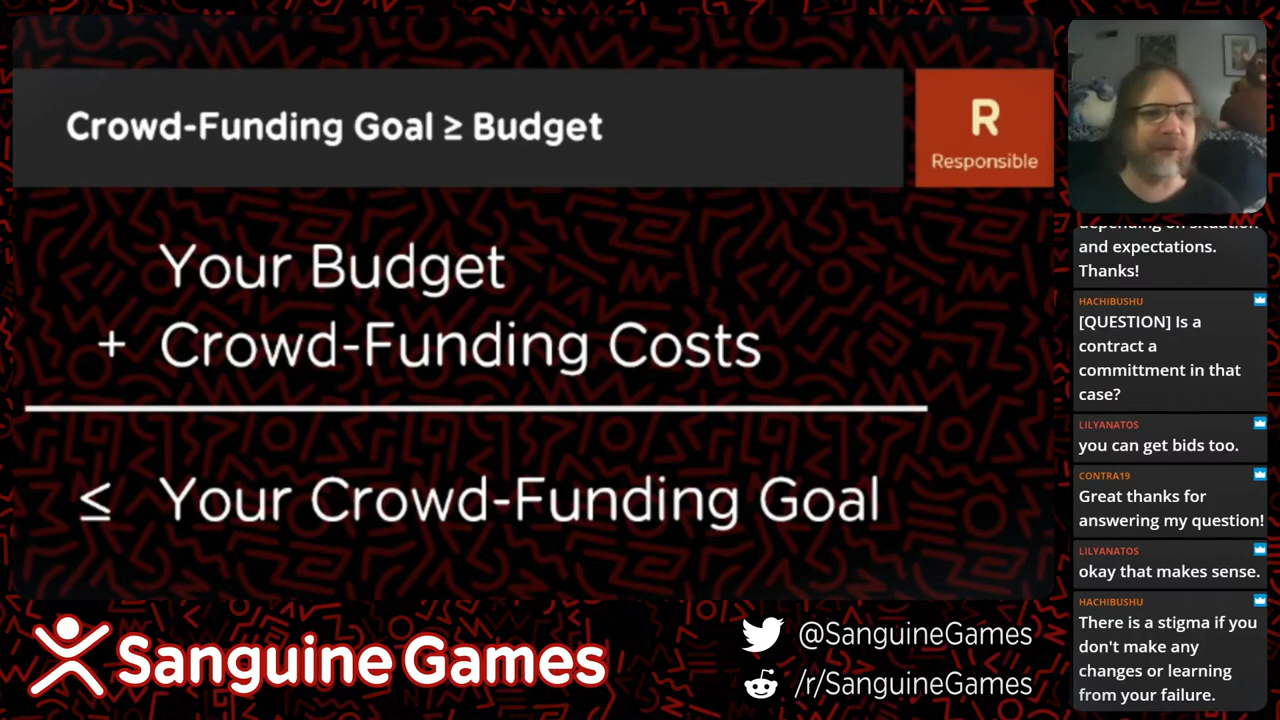 Crowd-Funding Goal ≥ Budget
R
Responsible
Your Budget
+ Crowd-Funding Costs
≤ Your Crowd-Funding Goal
depending on situation
and expectations.
Thanks!
HACHIBUSHU
[QUESTION] Is a
contract a
committment in that
case?
LILYANATOS
you can get bids too.
CONTRA19
Great thanks for
answering my question!
LILYANATOS
okay that makes sense.
HACHIBUSHU
There is a stigma if you
don't make any
changes or learning
from your failure.
Sanguine Games
@SanguineGames
/r/SanguineGames